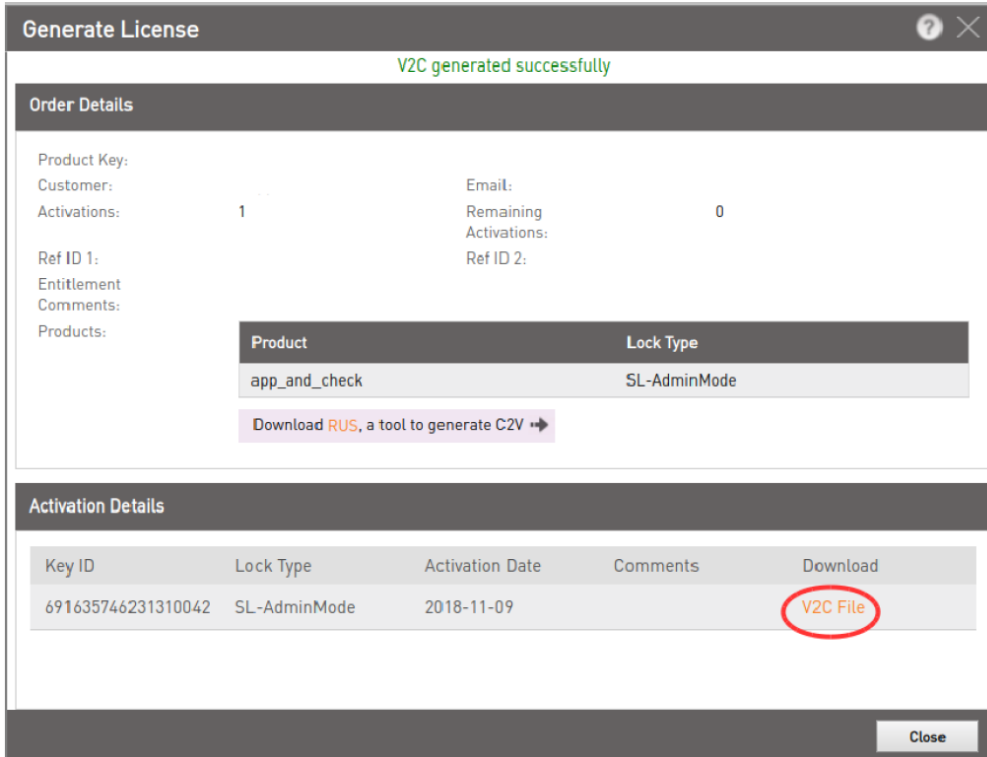 Generate License
?
V2C generated successfully
Order Details
Product Key:
Customer:
Email:
Activations: 1
Remaining Activations: 0
Ref ID 1:
Ref ID 2:
Entitlement
Comments:
Products:
Product Lock Type
app_and_check SL-AdminMode
Download RUS, a tool to generate C2V
Activation Details
Key ID Lock Type Activation Date Comments Download
691635746231310042 SL-AdminMode 2018-11-09 V2C File
Close